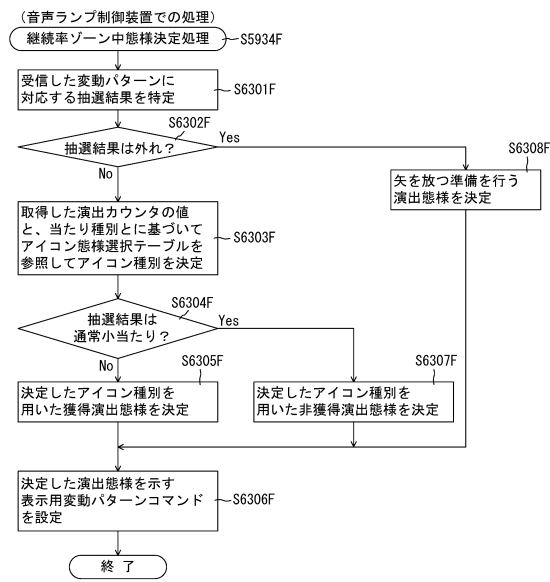 （音声ランプ制御装置での処理）
継続率ゾーン中態様決定処理
S5934F
受信した変動パターンに
対応する抽選結果を特定
S6301F
S6302F
抽選結果は外れ？
Yes
No
S6308F
矢を放つ準備を行う
演出態様を決定
取得した演出カウンタの値
と、当たり種別とに基づいて
アイコン態様選択テーブルを
参照してアイコン種別を決定
S6303F
S6304F
抽選結果は
通常小当たり？
Yes
No
S6305F
決定したアイコン種別を
用いた獲得演出態様を決定
S6307F
決定したアイコン種別を
用いた非獲得演出態様を決定
決定した演出態様を示す
表示用変動パターンコマンド
を設定
S6306F
終 了